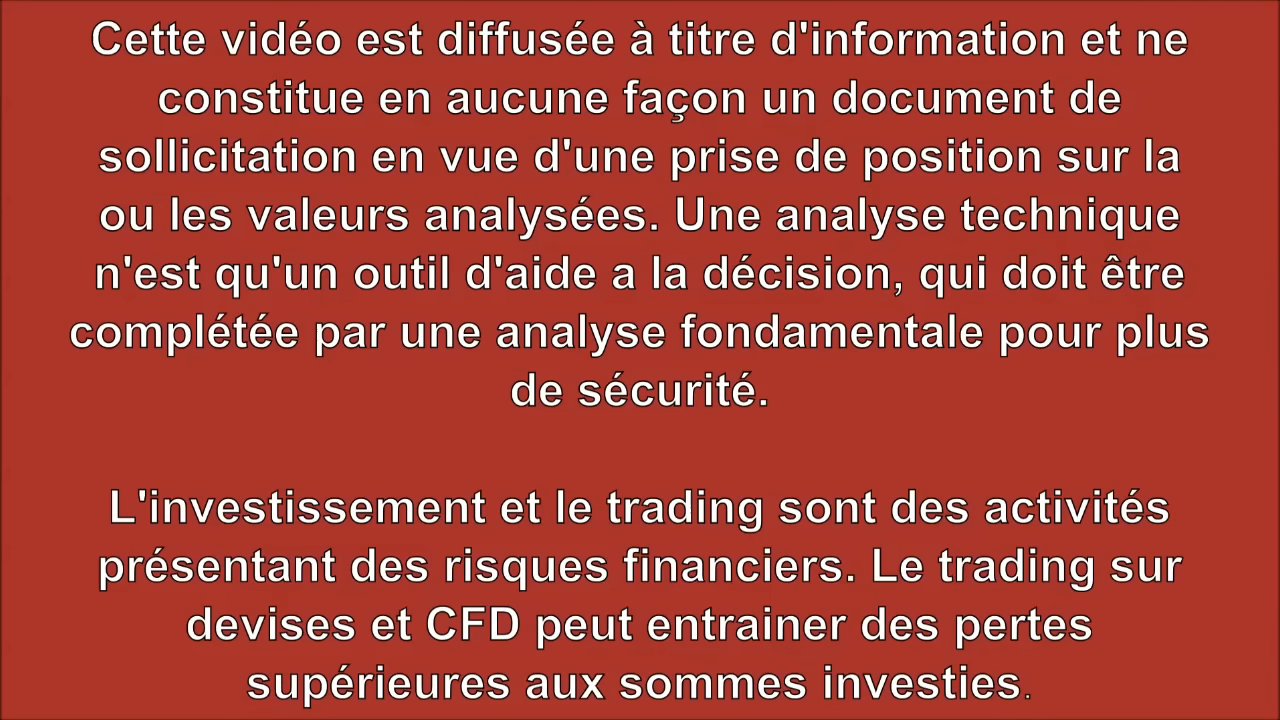 Cette vidéo est diffusée à titre d'information et ne
constitue en aucune façon un document de
sollicitation en vue d'une prise de position sur la
ou les valeurs analysées. Une analyse technique
n'est qu'un outil d'aide a la décision, qui doit être
complétée par une analyse fondamentale pour plus
de sécurité.
L'investissement et le trading sont des activités
présentant des risques financiers. Le trading sur
devises et CFD peut entrainer des pertes
supérieures aux sommes investies.